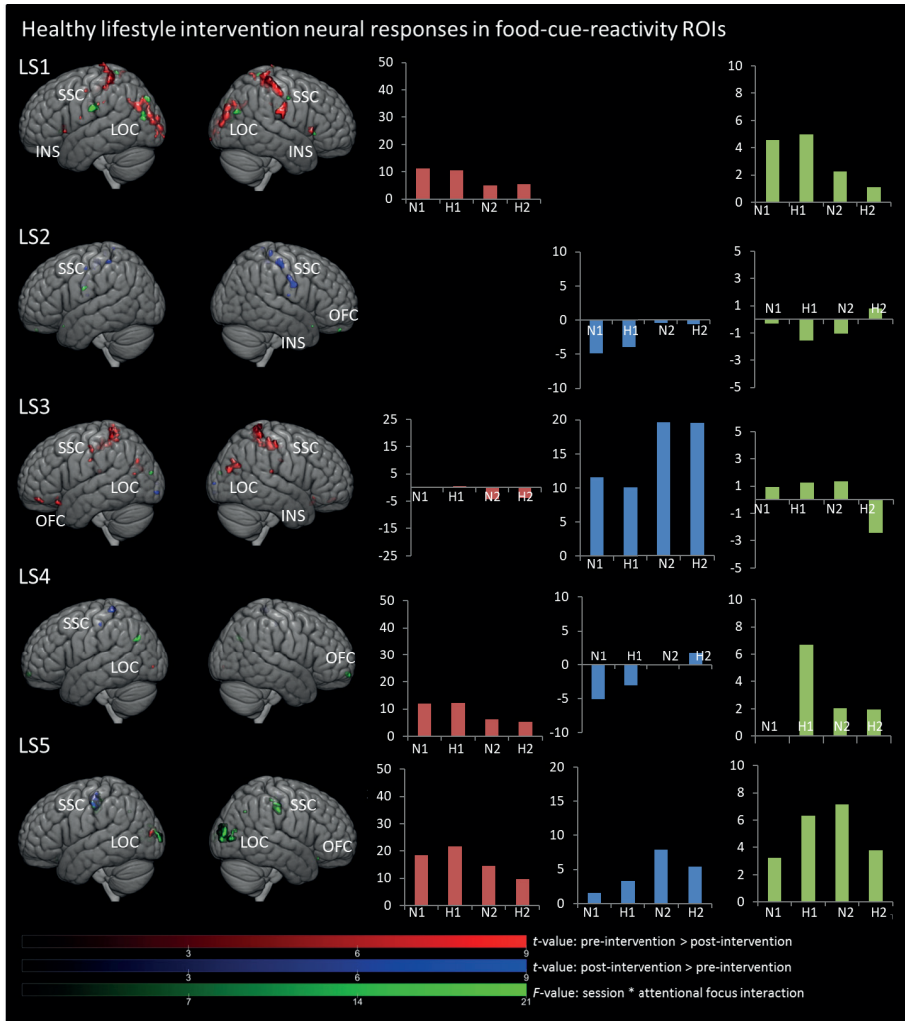 Healthy lifestyle intervention neural responses in food-cue-reactivity ROIs
LS1
SSC
LOC
INS
SSC
LOC
INS
50
40
30
20
10
0
N1 H1 N2 H2
10
8
6
4
2
0
N1 H1 N2 H2
LS2
SSC
SSC
OFC
INS
10
5
0
-5
-10
N1 H1 N2 H2
5
3
1
-1
-3
-5
N1 H1 N2 H2
LS3
SSC
LOC
OFC
SSC
LOC
INS
25
15
5
-5
-15
-25
N1 H1 N2 H2
20
15
10
5
0
N1 H1 N2 H2
5
3
1
-1
-3
-5
N1 H1 N2 H2
LS4
SSC
LOC
OFC
50
40
30
20
10
0
N1 H1 N2 H2
10
5
0
-5
-10
N1 H1 N2 H2
10
8
6
4
2
0
N1 H1 N2 H2
LS5
SSC
LOC
SSC
LOC
OFC
50
40
30
20
10
0
N1 H1 N2 H2
20
15
10
5
0
N1 H1 N2 H2
10
8
6
4
2
0
N1 H1 N2 H2
3 6 9
t-value: pre-intervention > post-intervention
3 6 9
t-value: post-intervention > pre-intervention
7 14 21
F-value: session * attentional focus interaction